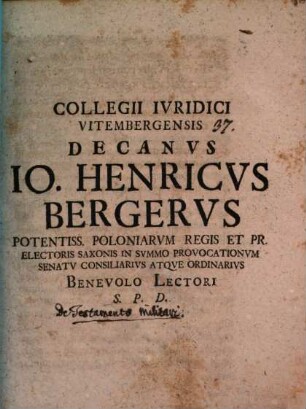 COLLEGII IVRIDICI
VITEMBERGENSIS 37.
DECANVS
IO. HENRICVS
BERGERVS
POTENTISS. POLONIARVM REGIS ET PR.
ELECTORIS SAXONIS IN SVMMO PROVOCATIONVM
SENATV CONSILIARIVS ATQVE ORDINARIVS
BENEVOLO LECTORI
S. P. D.
De Testamento militari.